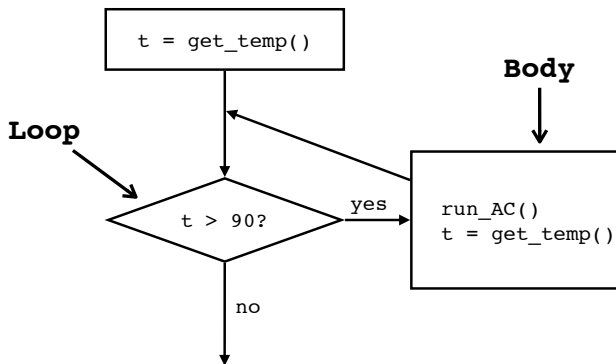 t = get_temp()
Body
Loop
t > 90?
yes
run_AC()
t = get_temp()
no